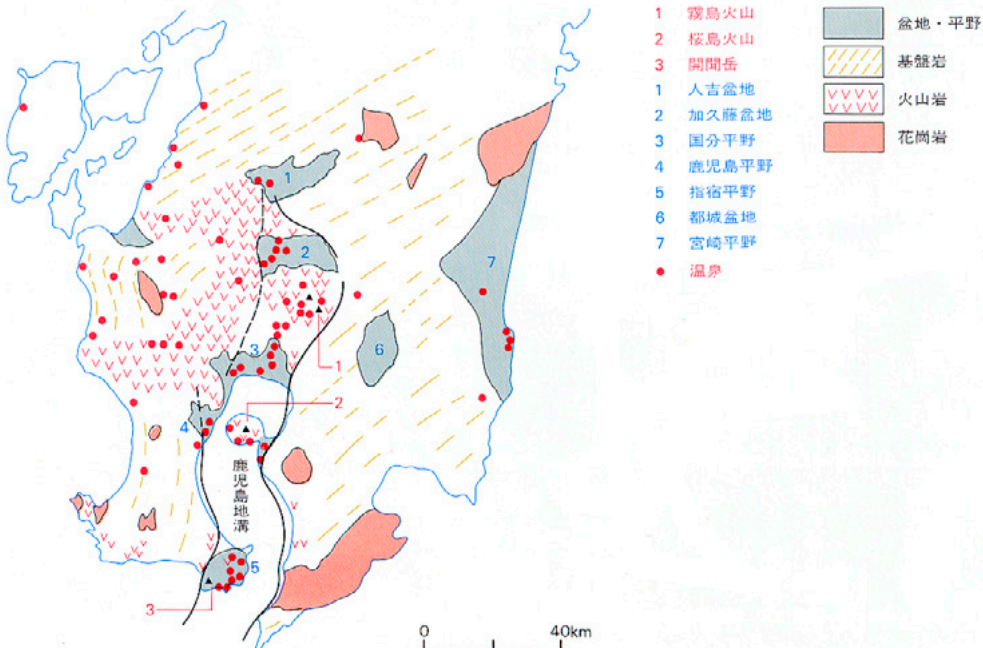 1 霧島火山
2 桜島火山
3 開聞岳
1 人吉盆地
2 加久藤盆地
3 国分平野
4 鹿児島平野
5 指宿平野
6 都城盆地
7 宮崎平野
温泉
盆地・平野
基盤岩
火山岩
花崗岩
1
2
7
3
6
1
2
4
鹿児島地溝
5
3
0 40km